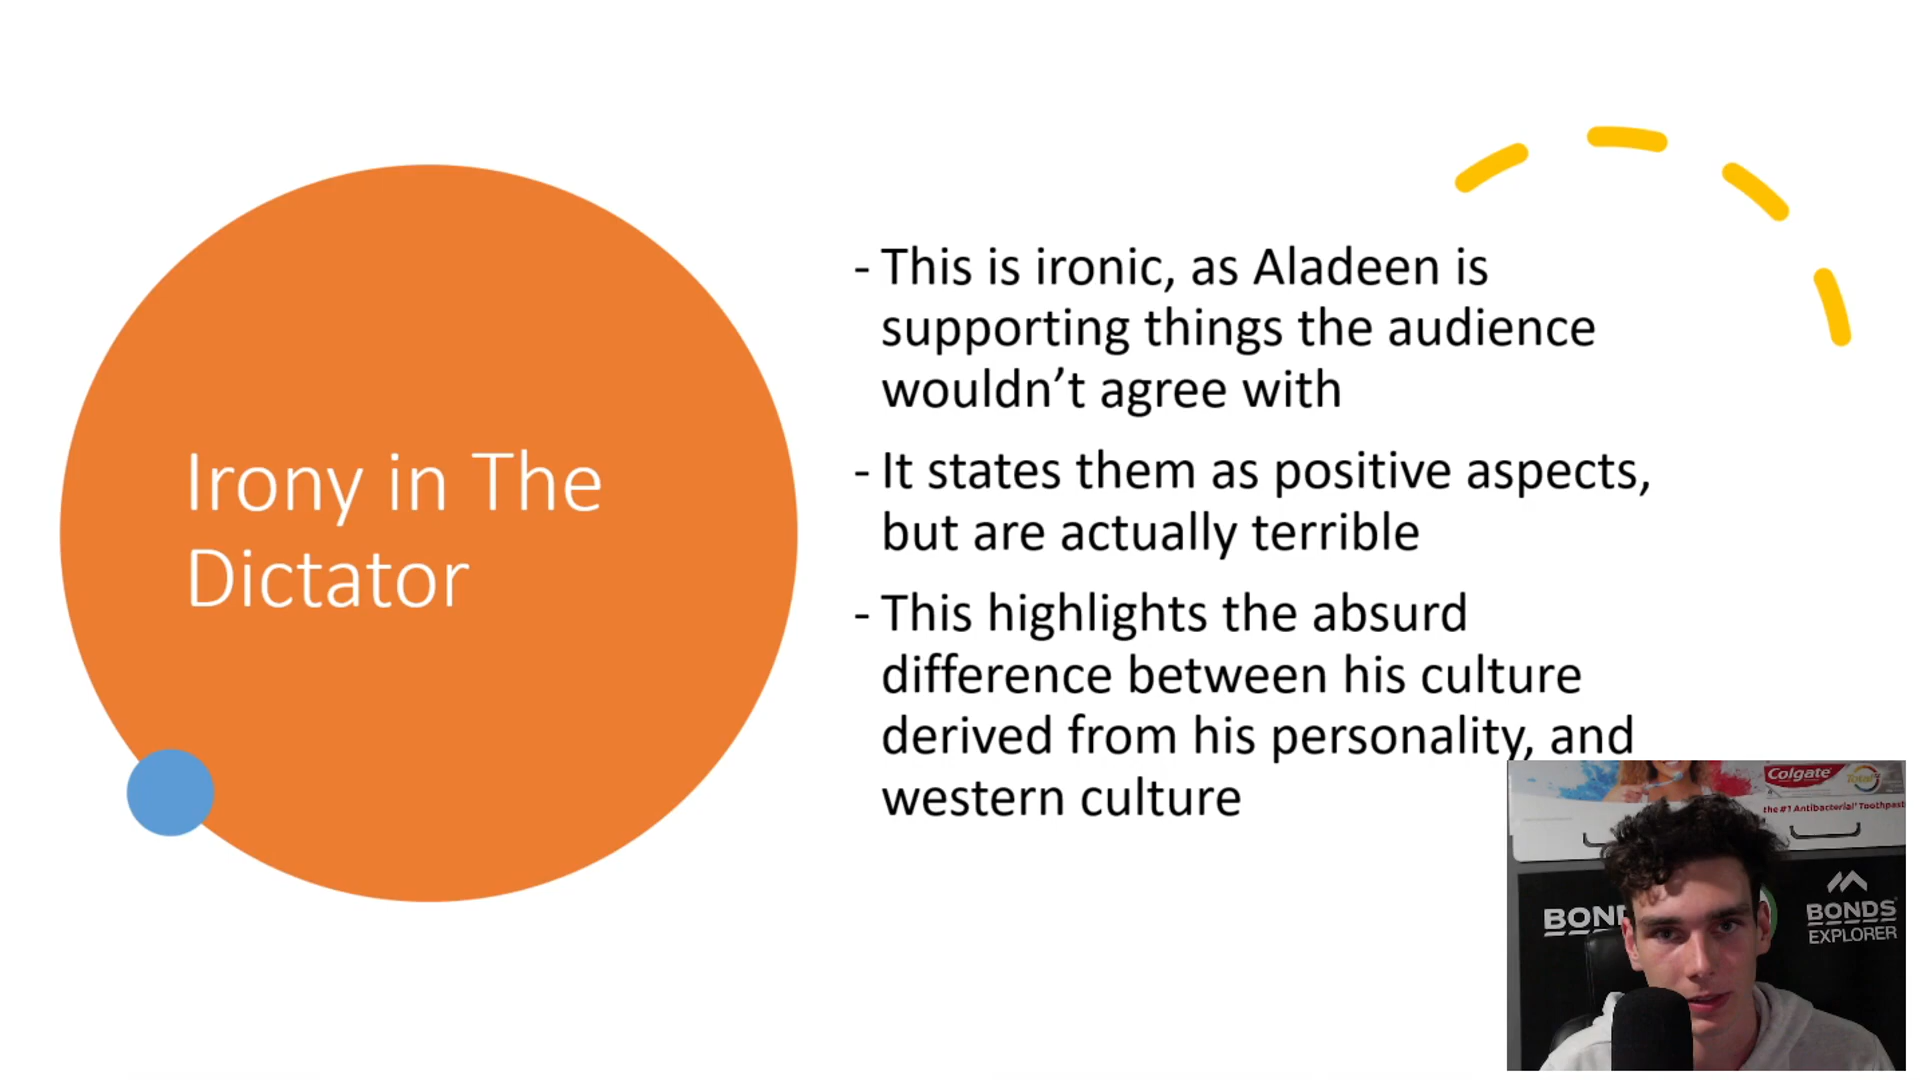 Irony in The
Dictator
- This is ironic, as Aladeen is
supporting things the audience
wouldn’t agree with
- It states them as positive aspects,
but are actually terrible
- This highlights the absurd
difference between his culture
derived from his personality, and
western culture
Colgate
Total
the #1 Antibacterial* Toothpaste
BONDS
EXPLORER